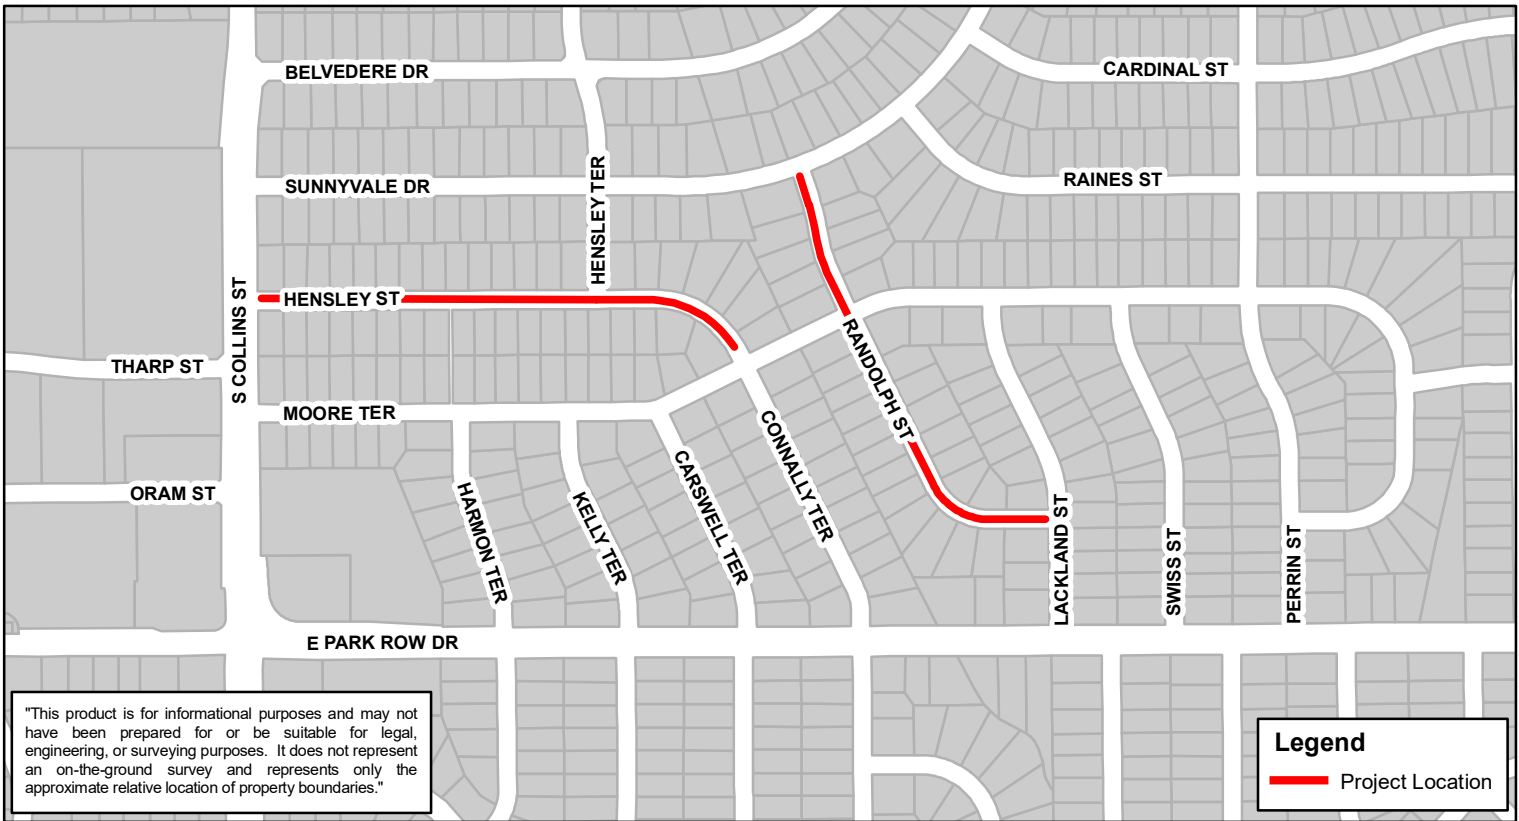 BELVEDERE DR
CARDINAL ST
SUNNYVALE DR
HENSLEY TER
RAINES ST
S COLLINS ST
HENSLEY ST
THARP ST
RANDOLPH ST
MOORE TER
CONNALLY TER
CARSWELL TER
ORAM ST
HARMON TER
KELLY TER
LACKLAND ST
SWISS ST
PERRIN ST
E PARK ROW DR
"This product is for informational purposes and may not
have been prepared for or be suitable for legal,
engineering, or surveying purposes. It does not represent
an on-the-ground survey and represents only the
approximate relative location of property boundaries."
Legend
Project Location